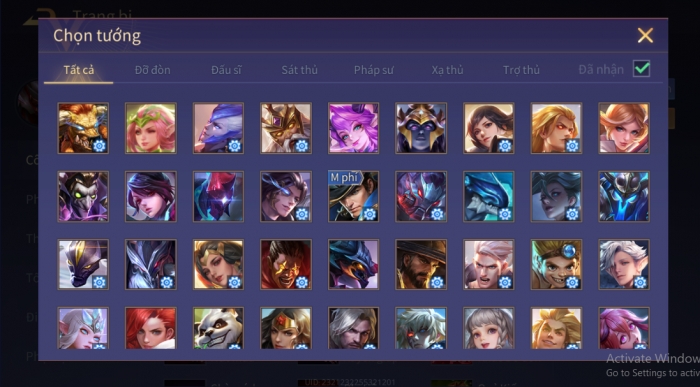 Trang bị
Chọn tướng
Tất cả
Đỡ đòn
Đấu sĩ
Sát thủ
Pháp sư
Xạ thủ
Trợ thủ
Đã nhận
M phí
Activate Window
Go to Settings to activ